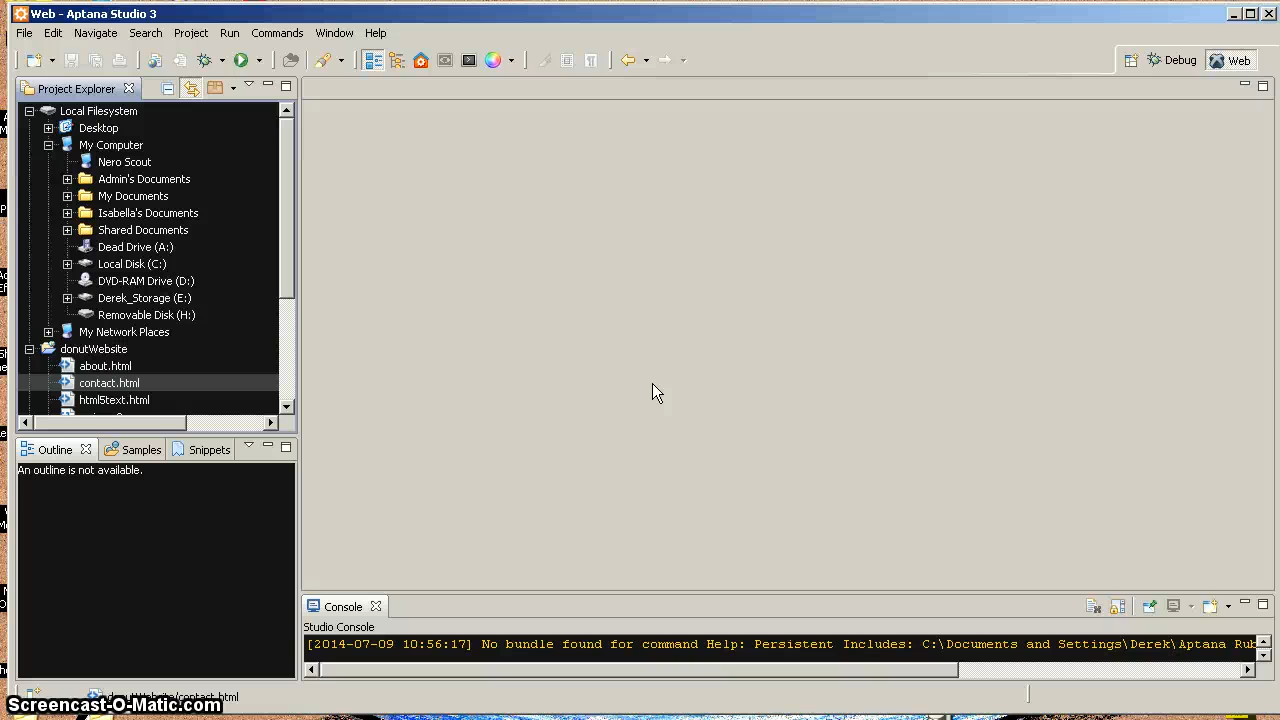 Web - Aptana Studio 3
File Edit Navigate Search Project Run Commands Window Help
Debug Web
Project Explorer
Local Filesystem
Desktop
My Computer
Nero Scout
Admin's Documents
My Documents
Isabella's Documents
Shared Documents
Dead Drive (A:)
Local Disk (C:)
DVD-RAM Drive (D:)
Derek_Storage (E:)
Removable Disk (H:)
My Network Places
donutWebsite
about.html
contact.html
html5text.html
Outline Samples Snippets
An outline is not available.
Console
Studio Console
[2014-07-09 10:56:17] No bundle found for command Help: Persistent Includes: C:\Documents and Settings\Derek\Aptana Rub
Screencast-O-Matic.com